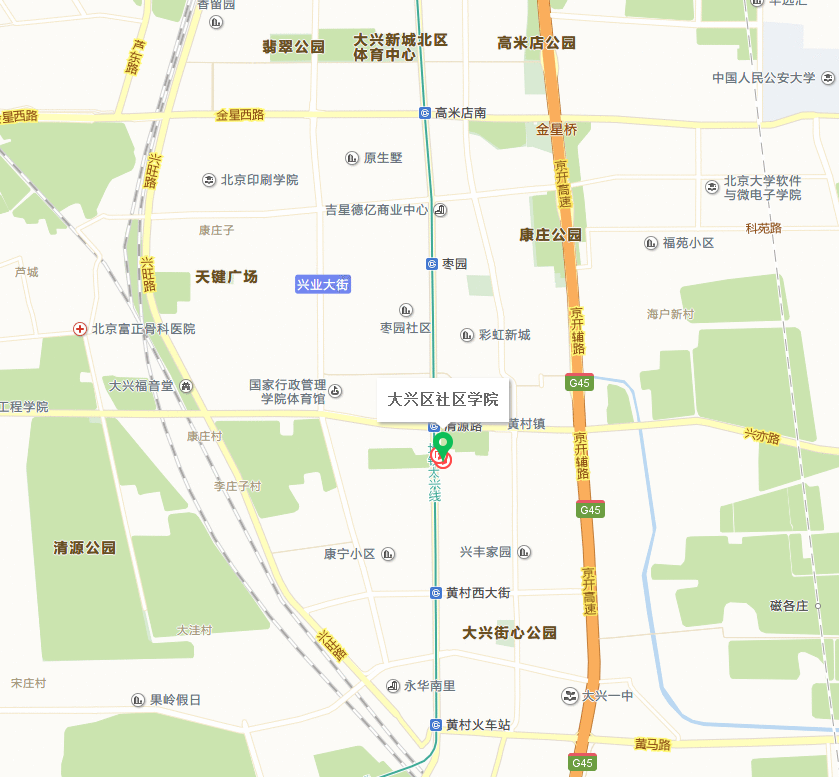 香留园
华远汇
芦东路
翡翠公园
大兴新城北区
体育中心
高米店公园
中国人民公安大学
金星西路
金星西路
高米店南
金星桥
兴旺路
原生墅
北京印刷学院
京开高速
北京大学软件
与微电子学院
吉星德亿商业中心
康庄子
康庄公园
科苑路
福苑小区
芦城
兴旺路
天键广场
枣园
兴业大街
枣园社区
彩虹新城
京开辅路
海户新村
北京富正骨科医院
大兴福音堂
国家行政管理
学院体育馆
G45
大兴区社区学院
工程学院
清源路
黄村镇
康庄村
兴亦路
京开辅路
李庄子村
大兴线
G45
清源公园
康宁小区
兴丰家园
京开高速
黄村西大街
磁各庄
大洼村
兴旺路
大兴街心公园
宋庄村
果岭假日
永华南里
大兴一中
黄村火车站
黄马路
G45